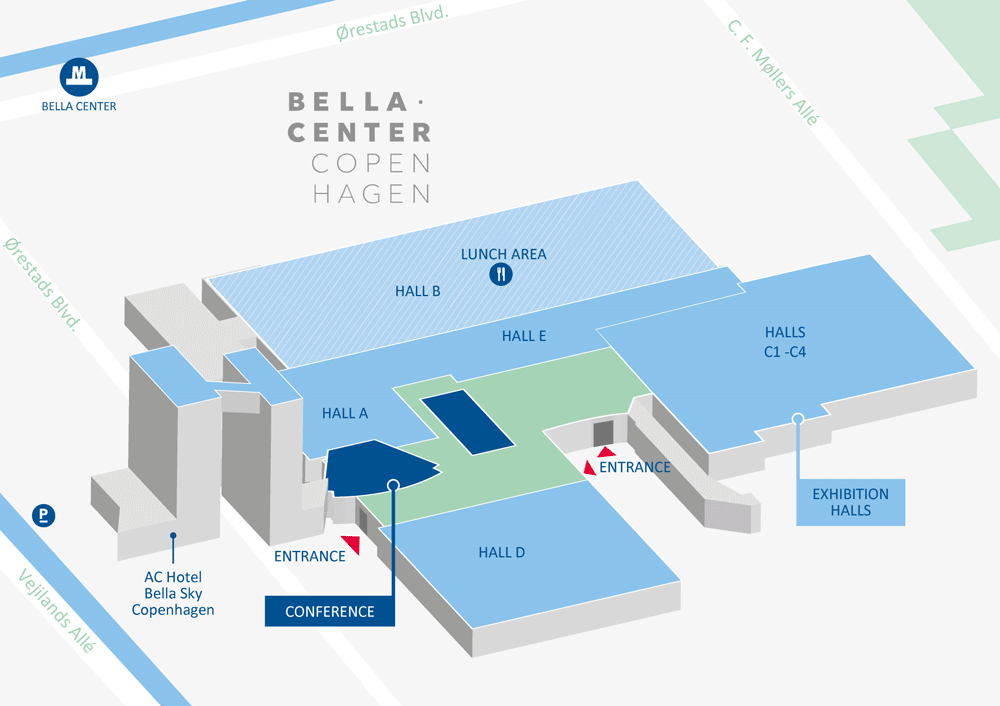 Ørestads Blvd.
C. F. Møllers Allé
M
BELLA CENTER
BELLA ·
CENTER
COPEN
HAGEN
Ørestads Blvd.
LUNCH AREA
HALL B
HALL E
HALLS
C1 -C4
HALL A
ENTRANCE
EXHIBITION
HALLS
P
ENTRANCE
HALL D
AC Hotel
Bella Sky
Copenhagen
CONFERENCE
Vejilands Allé